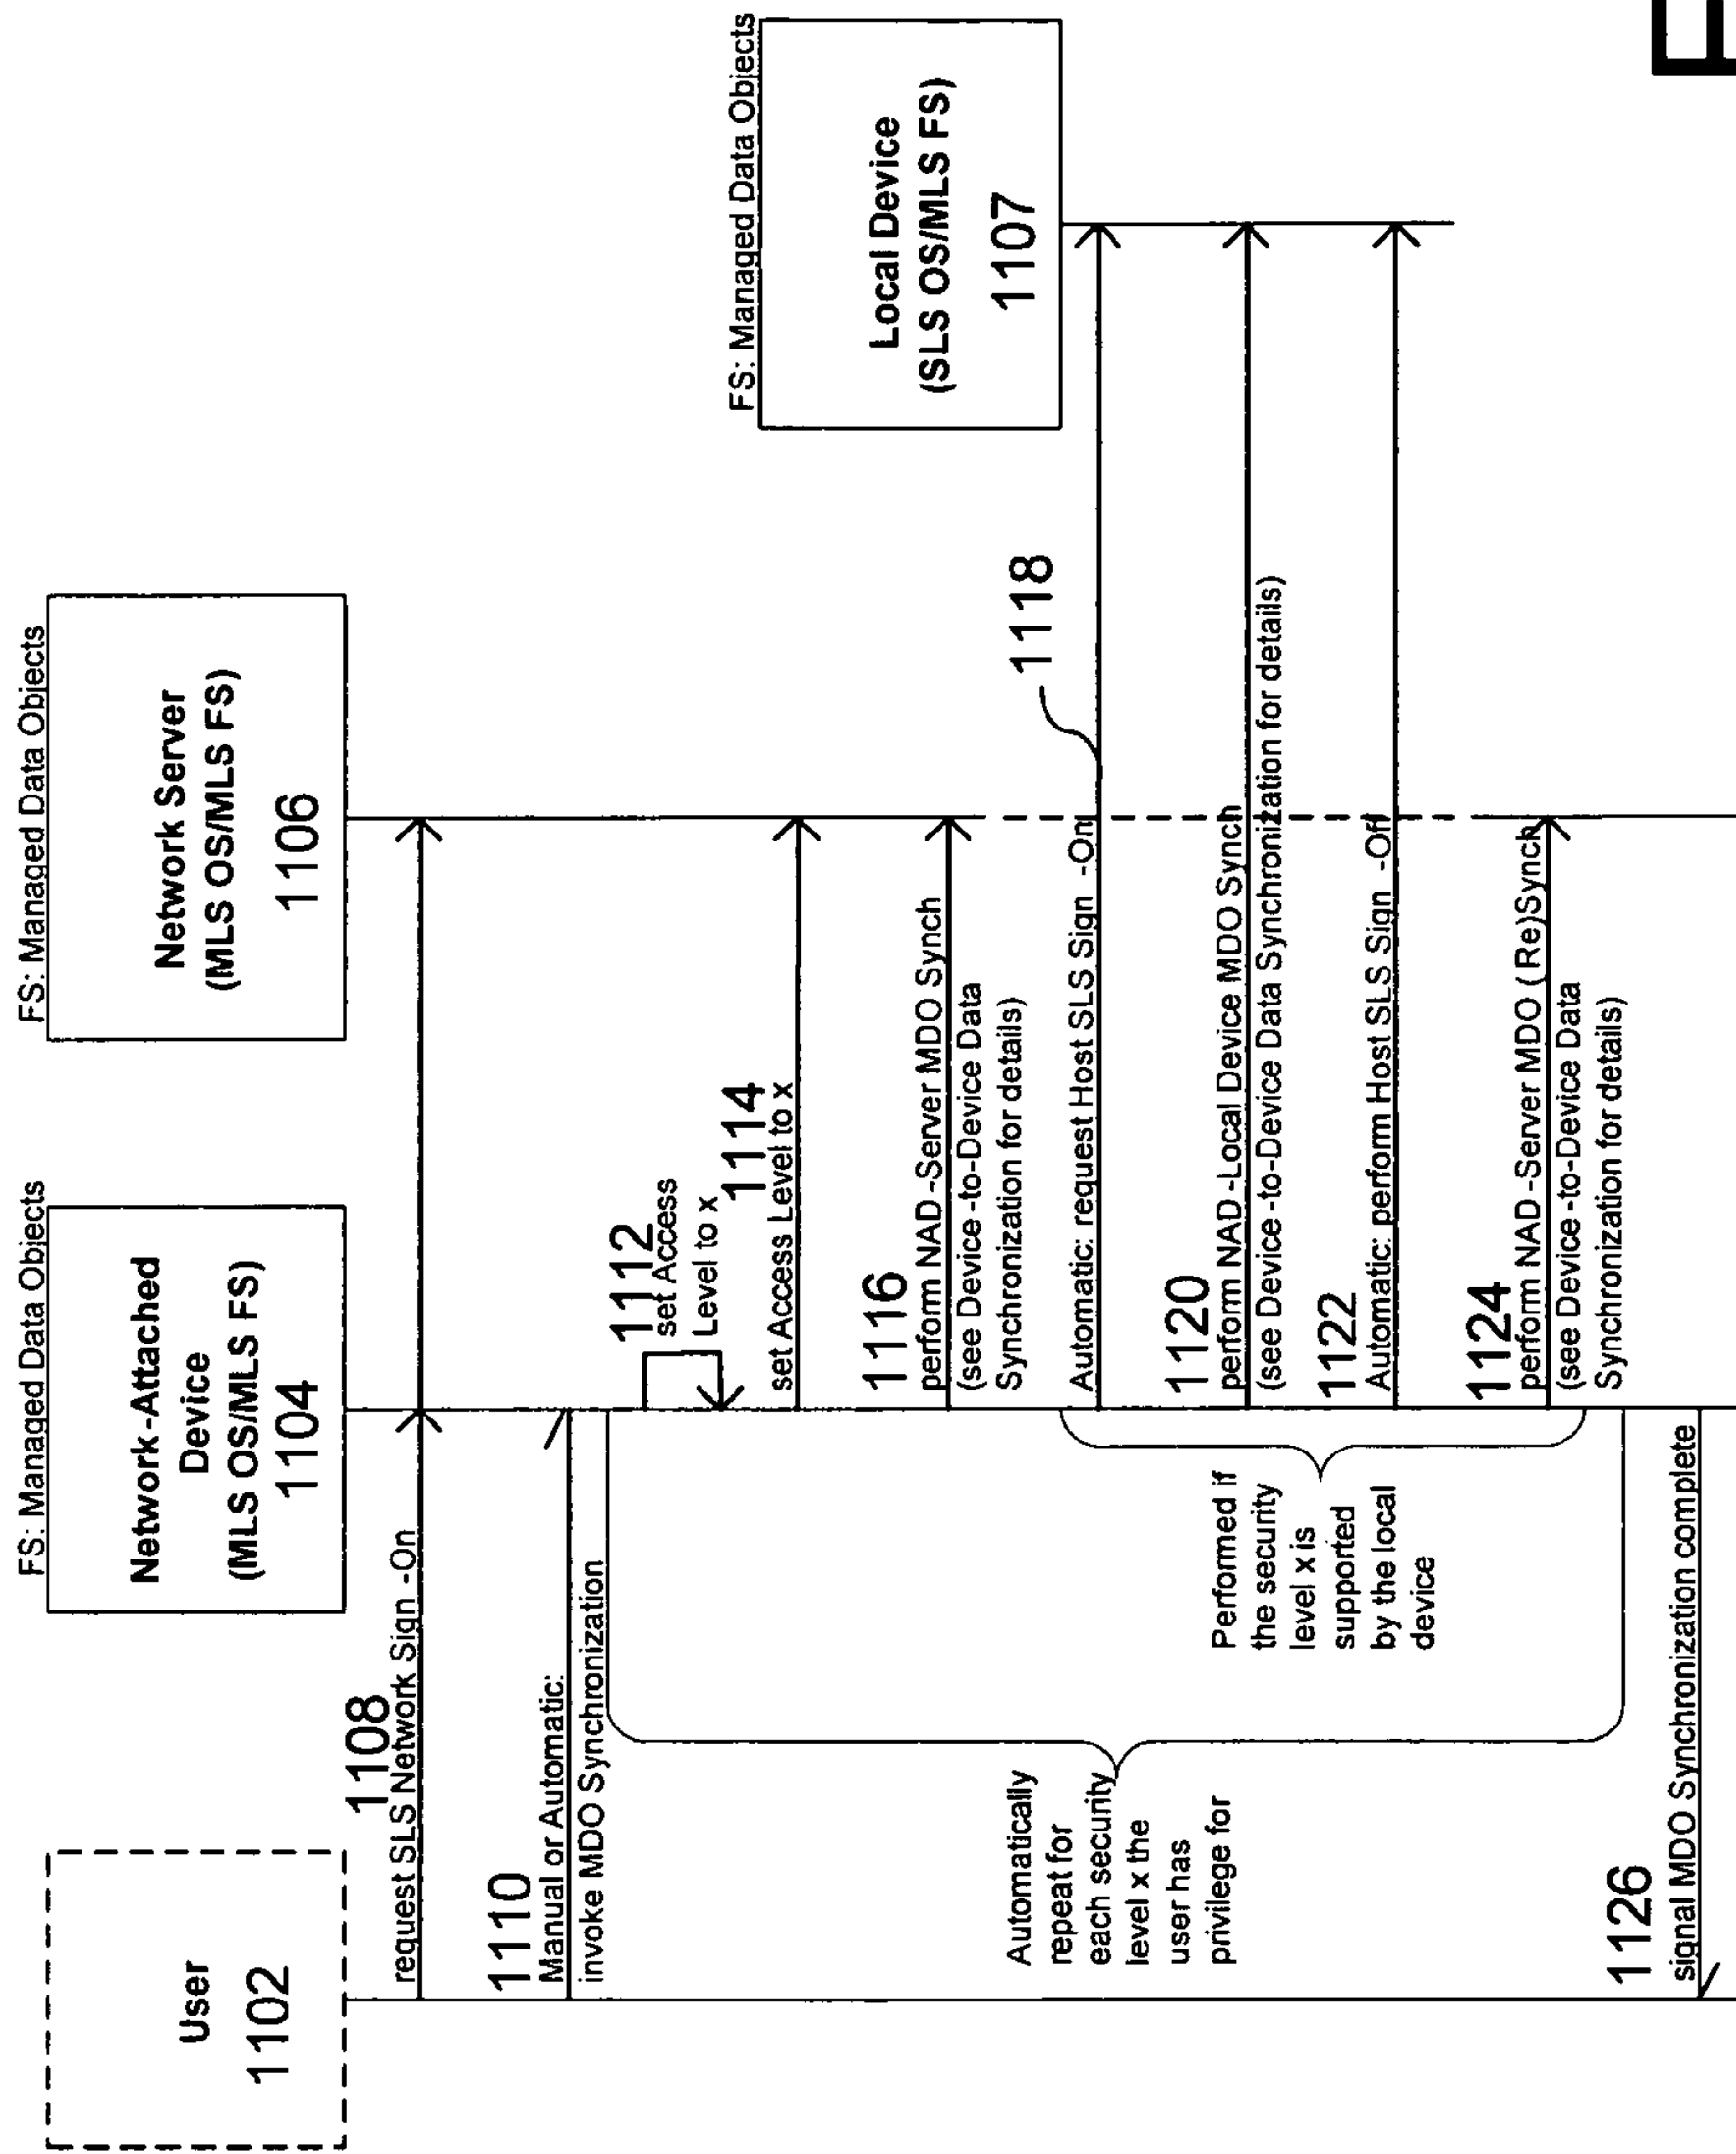 FS: Managed Data Objects
FS: Managed Data Objects
User
1102
Network-Attached
Device
(MLS OS/MLS FS)
1104
Network Server
(MLS OS/MLS FS)
1106
FS: Managed Data Objects
Local Device
(SLS OS/MLS FS)
1107
1108
request SLS Network Sign -On
1110
Manual or Automatic:
invoke MDO Synchronization
1112
set Access
Level to x
1114
set Access Level to x
1116
perform NAD-Server MDO Synch
(see Device-to-Device Data
Synchronization for details)
1118
Automatic: request Host SLS Sign -On
1120
perform NAD-Local Device MDO Synch
(see Device-to-Device Data Synchronization for details)
1122
Automatic: perform Host SLS Sign -Off
1124
perform NAD-Server MDO (Re)Synch
(see Device-to-Device Data
Synchronization for details)
Performed if
the security
level x is
supported
by the local
device
Automatically
repeat for
each security
level x the
user has
privilege for
1126
signal MDO Synchronization complete